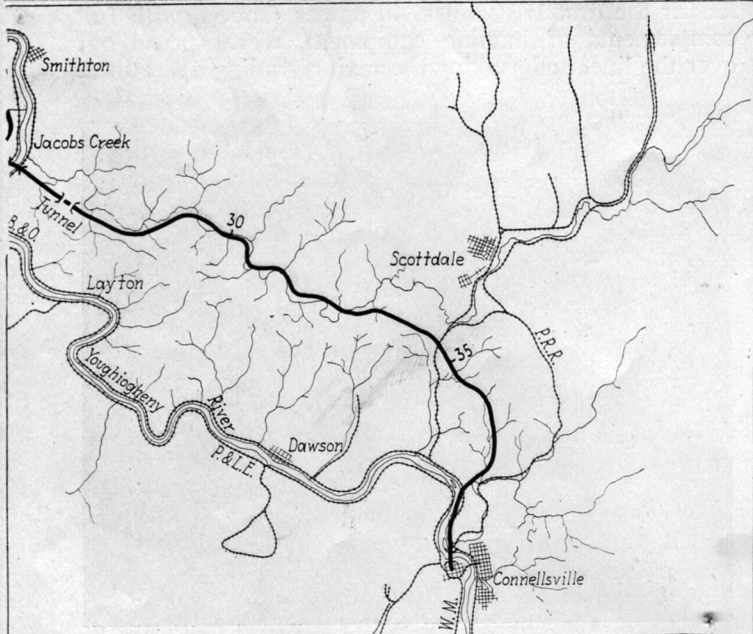 Smithton
Jacobs Creek
Tunnel
B.&O.
30
Scottdale
Layton
P.R.R.
35
Youghiogheny
River
Dawson
P.&L.E.
Connellsville
W.M.